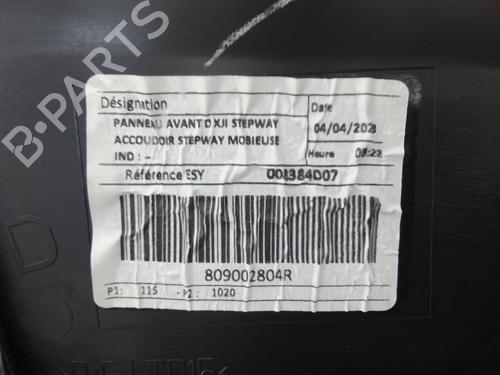 B-PARTS
Désignation
PANNEAU AVANT D XJI STEPWAY
ACCOUDOIR STEPWAY MOBIEUSE
IND : -
Date
04/04/2023
Heure 08:22
Référence ESY 001384D07
809002804R
P1: 115 - P2: 1020
D